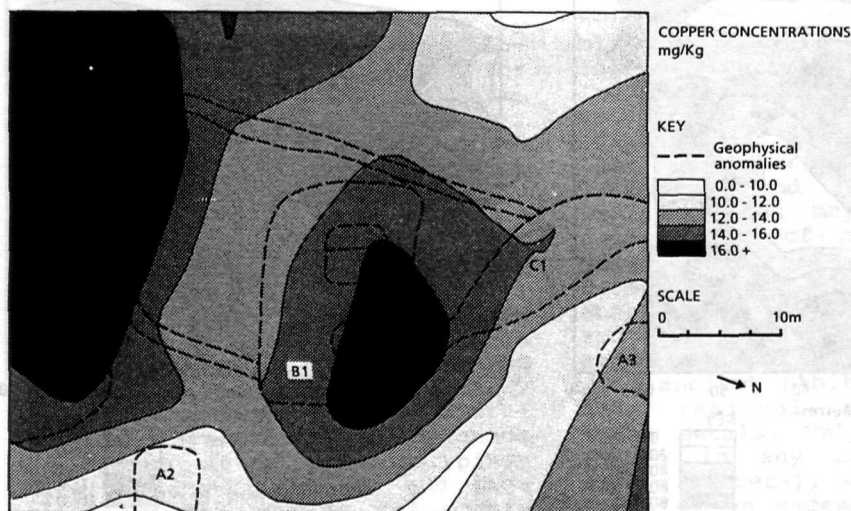 COPPER CONCENTRATIONS
mg/Kg
KEY
Geophysical
anomalies
0.0 - 10.0
10.0 - 12.0
12.0 - 14.0
14.0 - 16.0
16.0 +
SCALE
0 10m
N
C1
B1
A3
A2